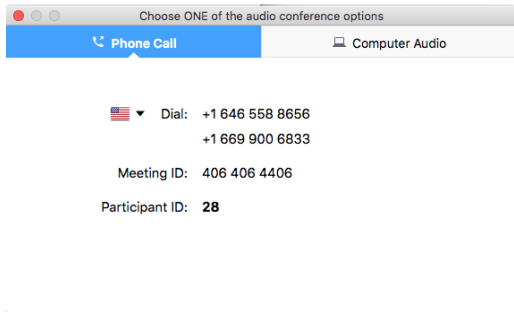 Choose ONE of the audio conference options
Phone Call
Computer Audio
Dial: +1 646 558 8656
+1 669 900 6833
Meeting ID: 406 406 4406
Participant ID: 28